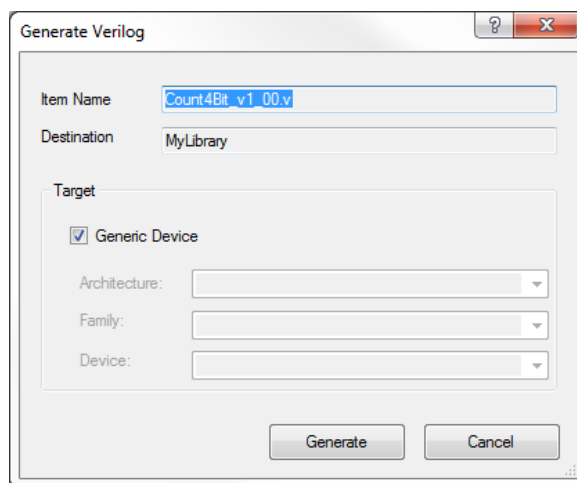 Generate Verilog
Item Name Count4Bit_v1_00.v
Destination MyLibrary
Target
Generic Device
Architecture:
Family:
Device:
Generate Cancel